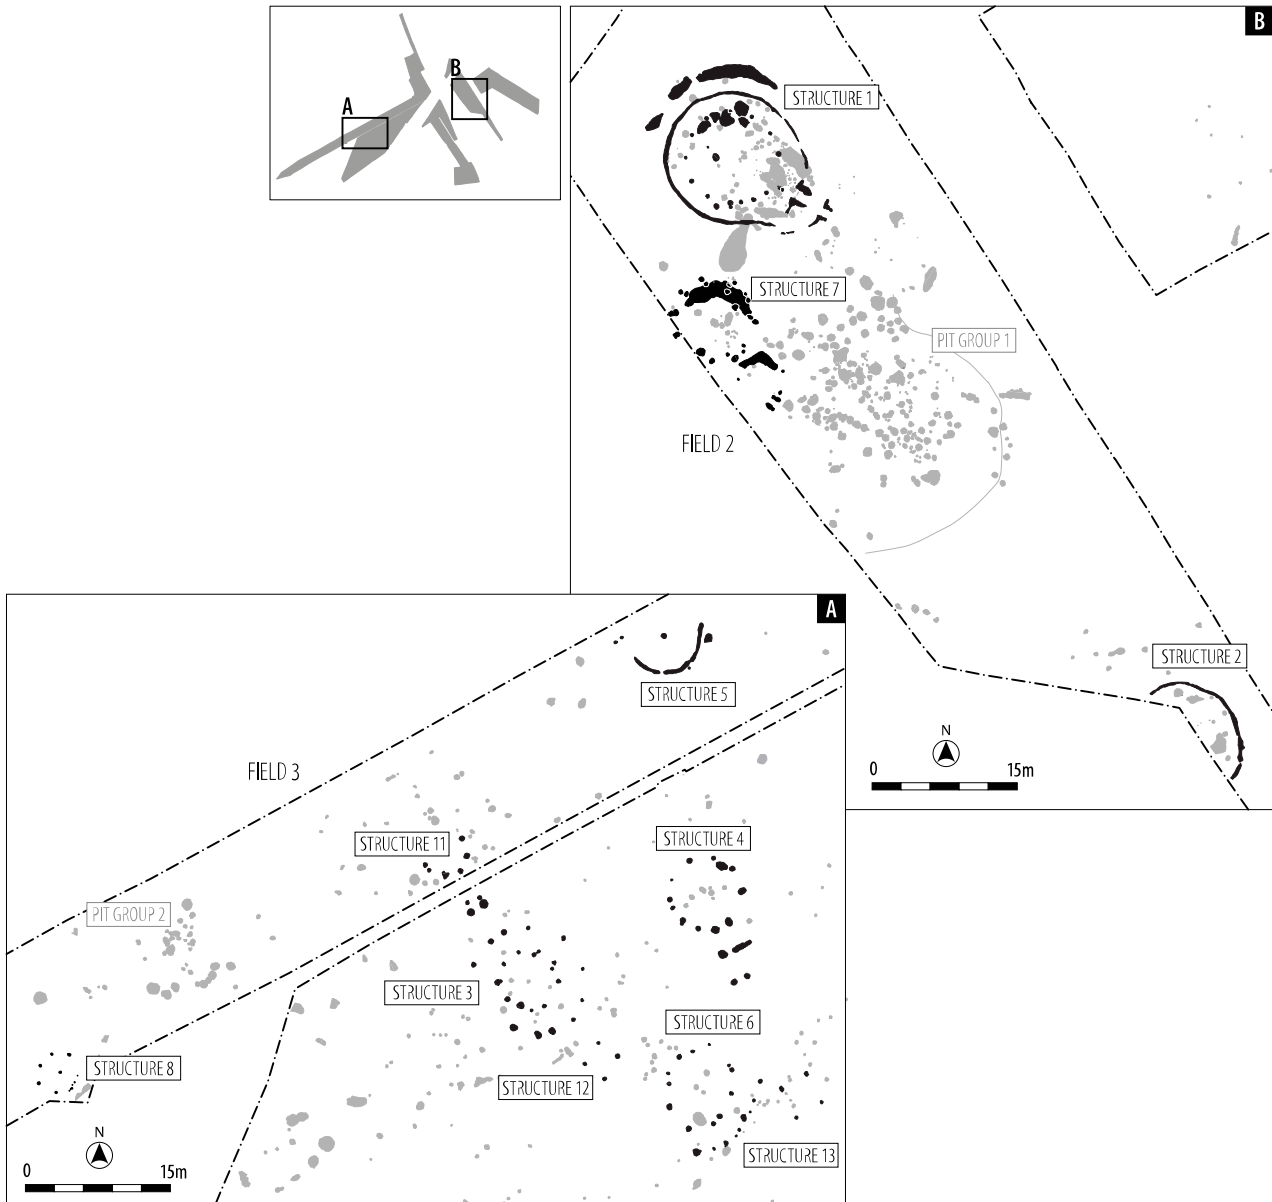 A
B
B
STRUCTURE 1
STRUCTURE 7
PIT GROUP 1
FIELD 2
STRUCTURE 2
N
0 15m
A
STRUCTURE 5
FIELD 3
STRUCTURE 11
STRUCTURE 4
PIT GROUP 2
STRUCTURE 3
STRUCTURE 6
STRUCTURE 8
STRUCTURE 12
STRUCTURE 13
N
0 15m